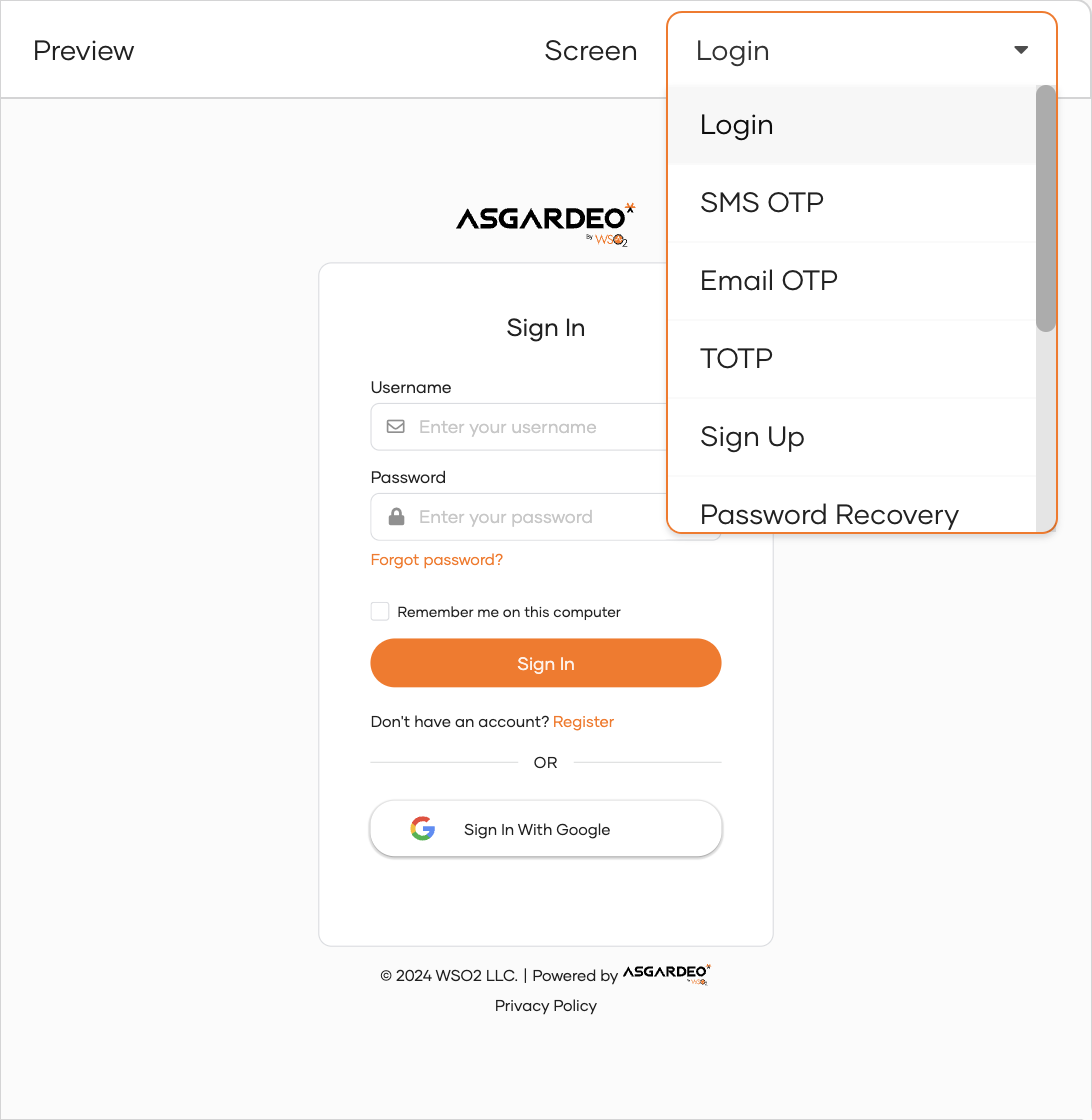 Preview
Screen
Login
Login
SMS OTP
Email OTP
TOTP
Sign Up
Password Recovery
ASGARDEO
By WSO2
Sign In
Username
Enter your username
Password
Enter your password
Forgot password?
Remember me on this computer
Sign In
Don't have an account? Register
OR
Sign In With Google
© 2024 WSO2 LLC. | Powered by ASGARDEO
by WSO2
Privacy Policy